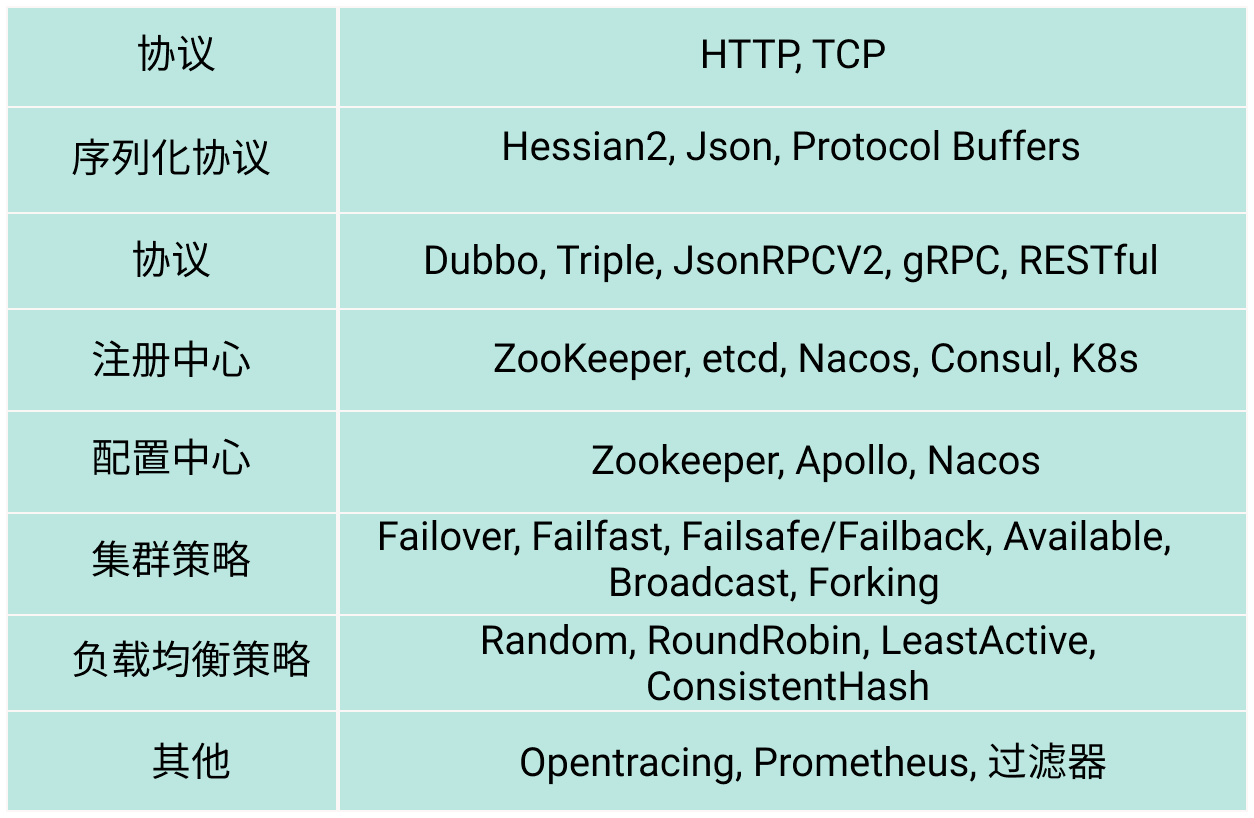 协议
HTTP, TCP
序列化协议
Hessian2, Json, Protocol Buffers
协议
Dubbo, Triple, JsonRPCV2, gRPC, RESTful
注册中心
ZooKeeper, etcd, Nacos, Consul, K8s
配置中心
Zookeeper, Apollo, Nacos
集群策略
Failover, Failfast, Failsafe/Failback, Available,
Broadcast, Forking
负载均衡策略
Random, RoundRobin, LeastActive,
ConsistentHash
其他
Opentracing, Prometheus, 过滤器